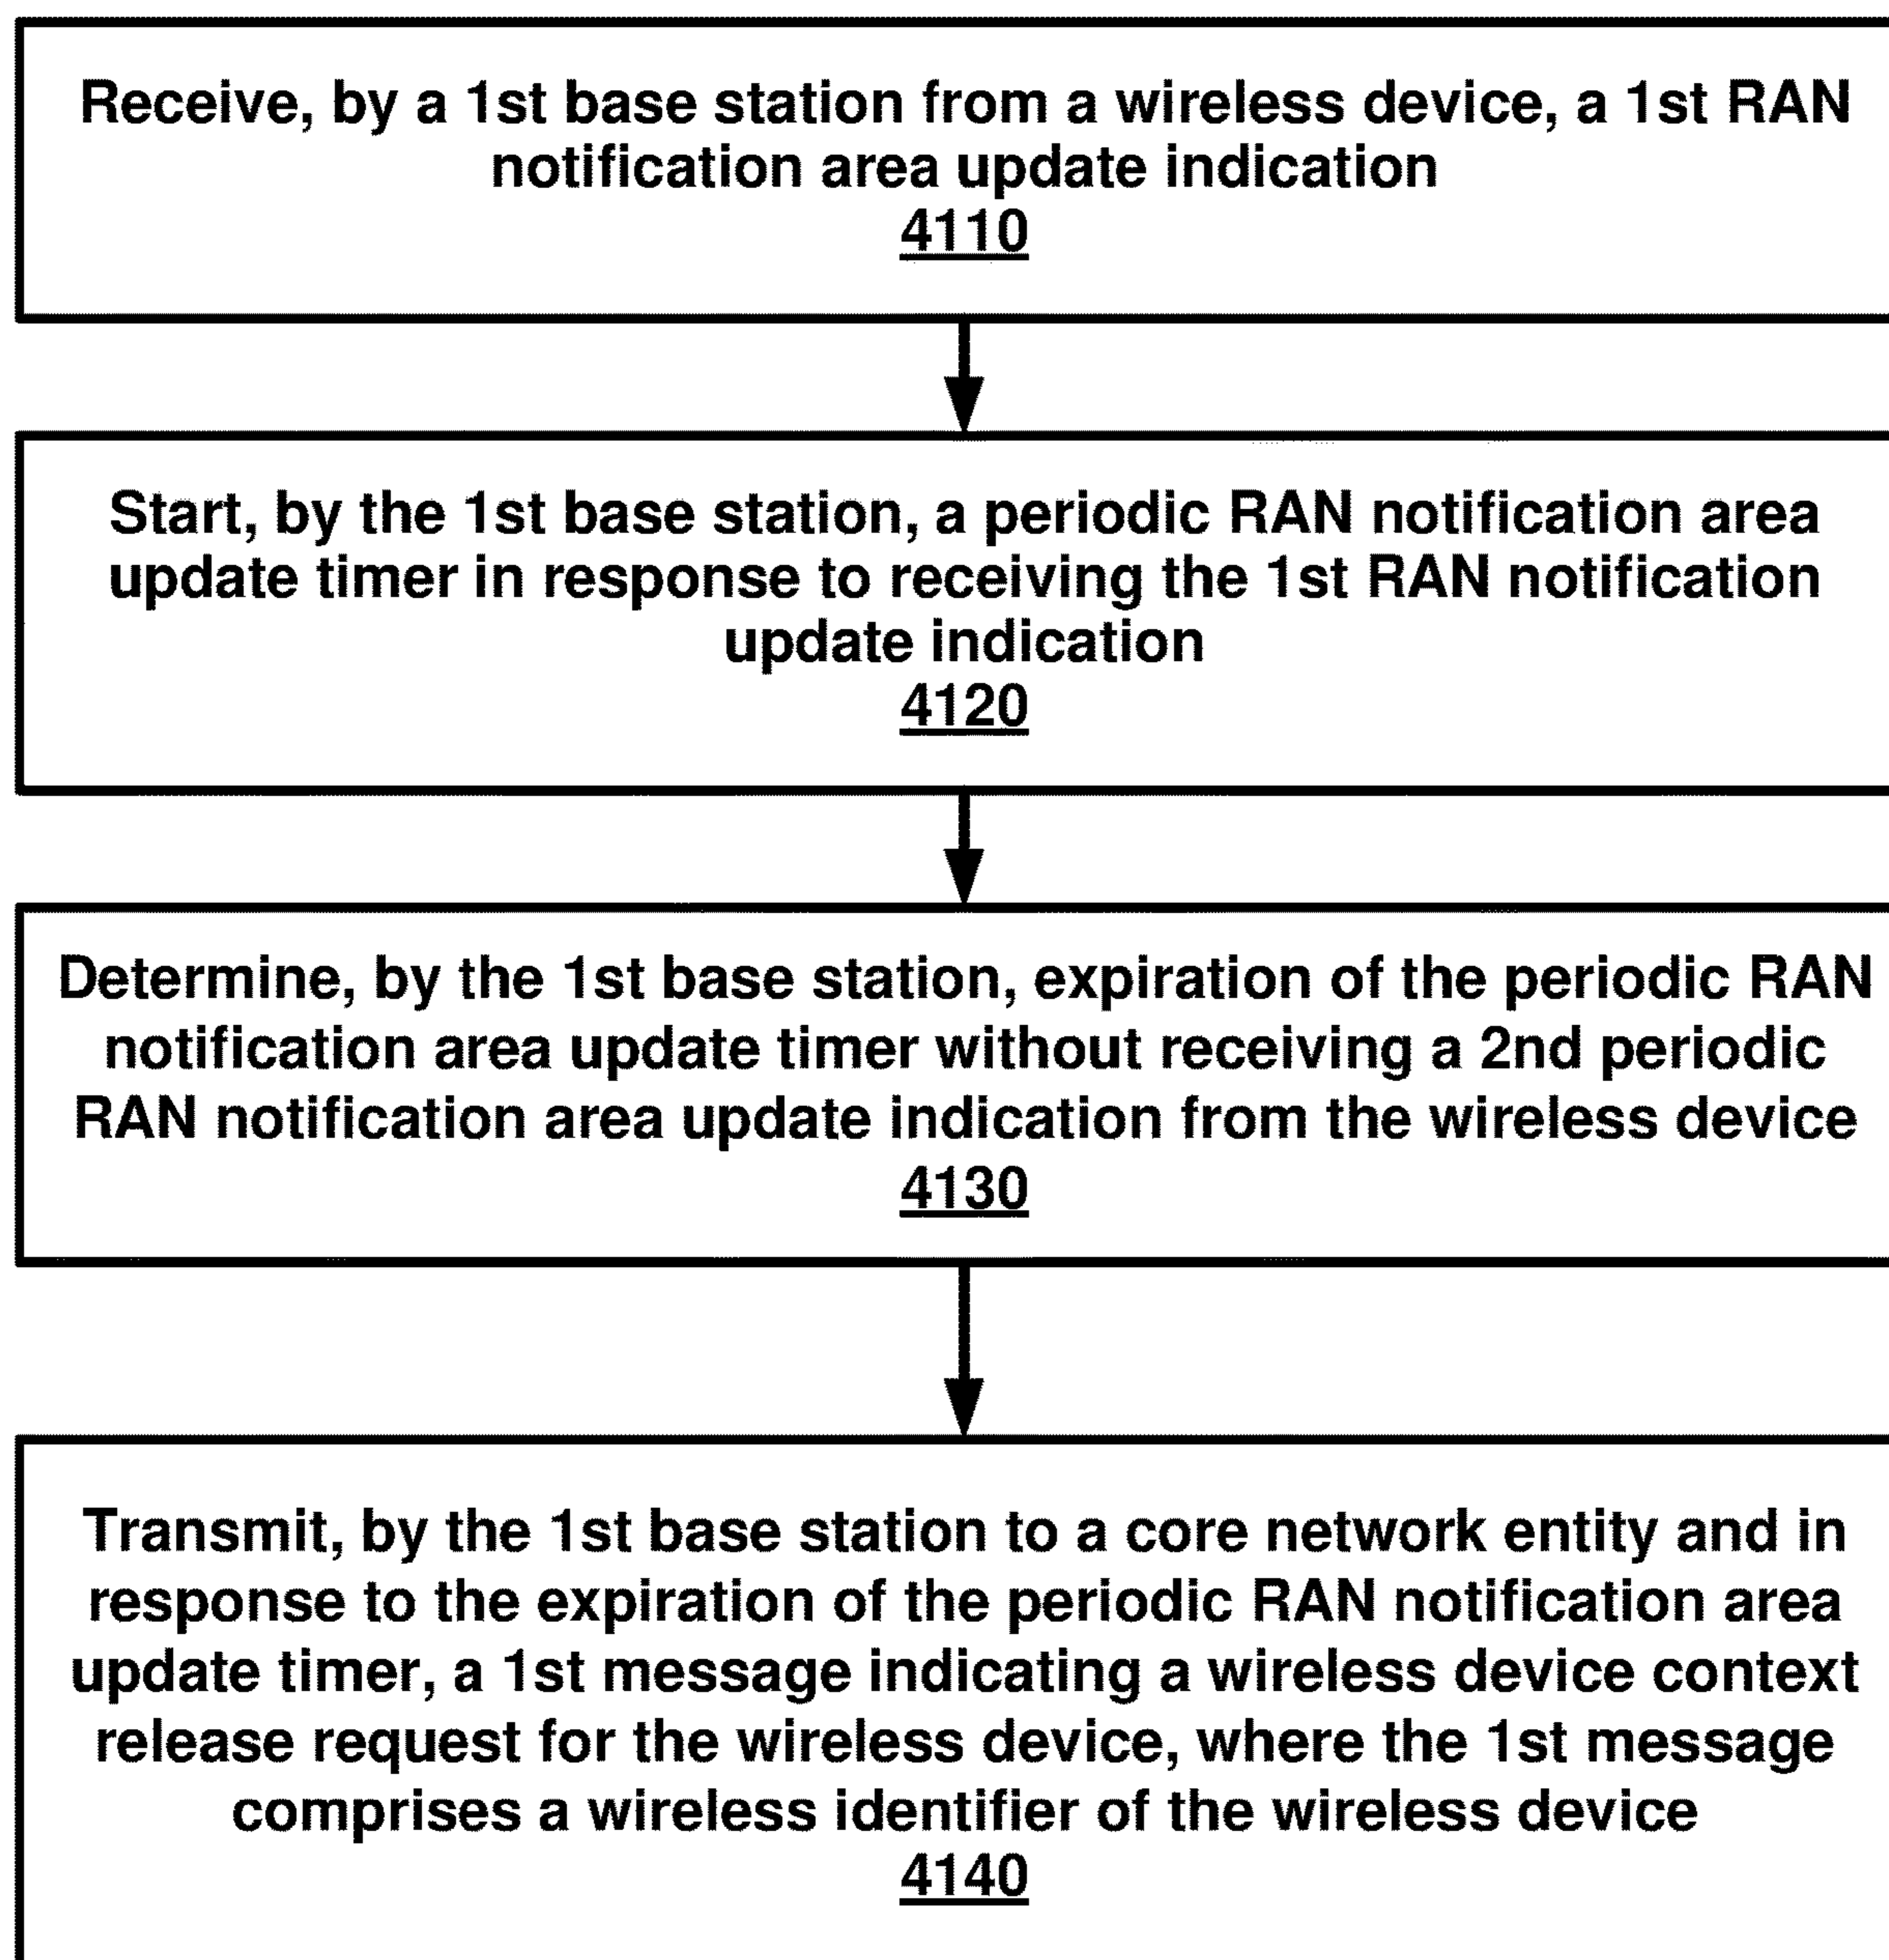 Receive, by a 1st base station from a wireless device, a 1st RAN
notification area update indication
4110
Start, by the 1st base station, a periodic RAN notification area
update timer in response to receiving the 1st RAN notification
update indication
4120
Determine, by the 1st base station, expiration of the periodic RAN
notification area update timer without receiving a 2nd periodic
RAN notification area update indication from the wireless device
4130
Transmit, by the 1st base station to a core network entity and in
response to the expiration of the periodic RAN notification area
update timer, a 1st message indicating a wireless device context
release request for the wireless device, where the 1st message
comprises a wireless identifier of the wireless device
4140